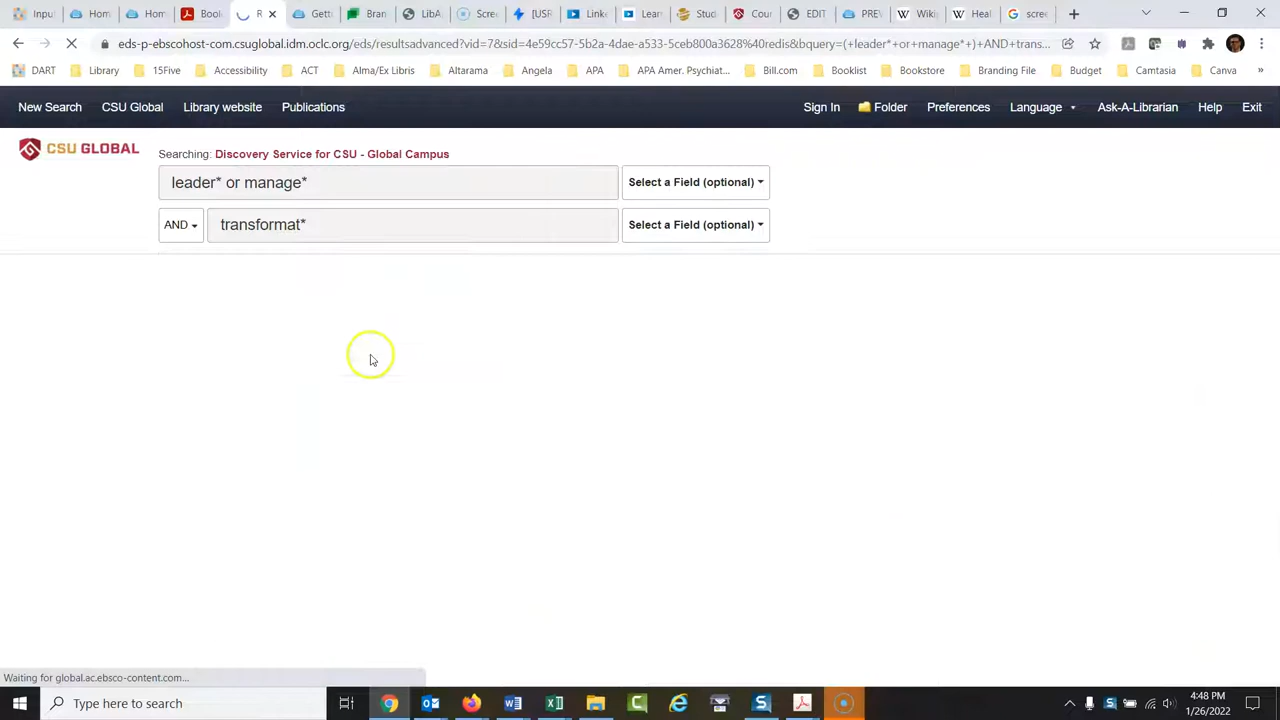 Inpu
Hom
Hom
Bool
R
Gett
Bran
LibA
Scre
[USF
Linke
Lear
Stud
Cour
EDIT
PREV
Wiki
Heal
scree
eds-p-ebscohost-com.csuglobal.idm.oclc.org/eds/resultsadvanced?vid=7&sid=4af9cc57-5b2a-4dae-a533-5ceb800a3628%40redis&bquery=(+leader*+or+manage*+)+AND+trans...
DART
Library
15Five
Accessibility
ACT
Alma/Ex Libris
Altarama
Angela
APA
APA Amer. Psychiat...
Bill.com
Booklist
Bookstore
Branding File
Budget
Camtasia
Canva
»
New Search
CSU Global
Library website
Publications
Sign In
Folder
Preferences
Language
Ask-A-Librarian
Help
Exit
CSU GLOBAL
Searching: Discovery Service for CSU - Global Campus
leader* or manage*
Select a Field (optional)
AND
transformat*
Select a Field (optional)
Waiting for global.ac.ebsco-content.com...
Type here to search
4:48 PM
1/26/2022